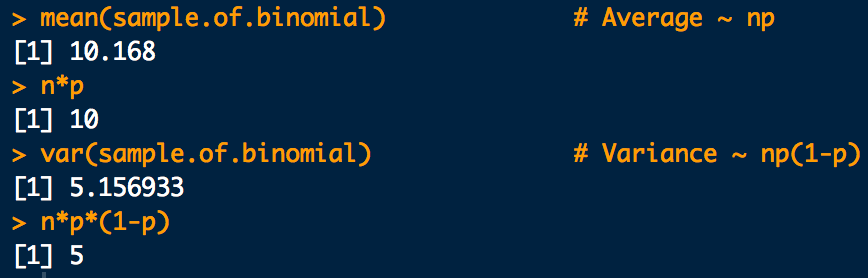 > mean(sample.of.binomial) # Average ~ np
[1] 10.168
> n*p
[1] 10
> var(sample.of.binomial) # Variance ~ np(1-p)
[1] 5.156933
> n*p*(1-p)
[1] 5